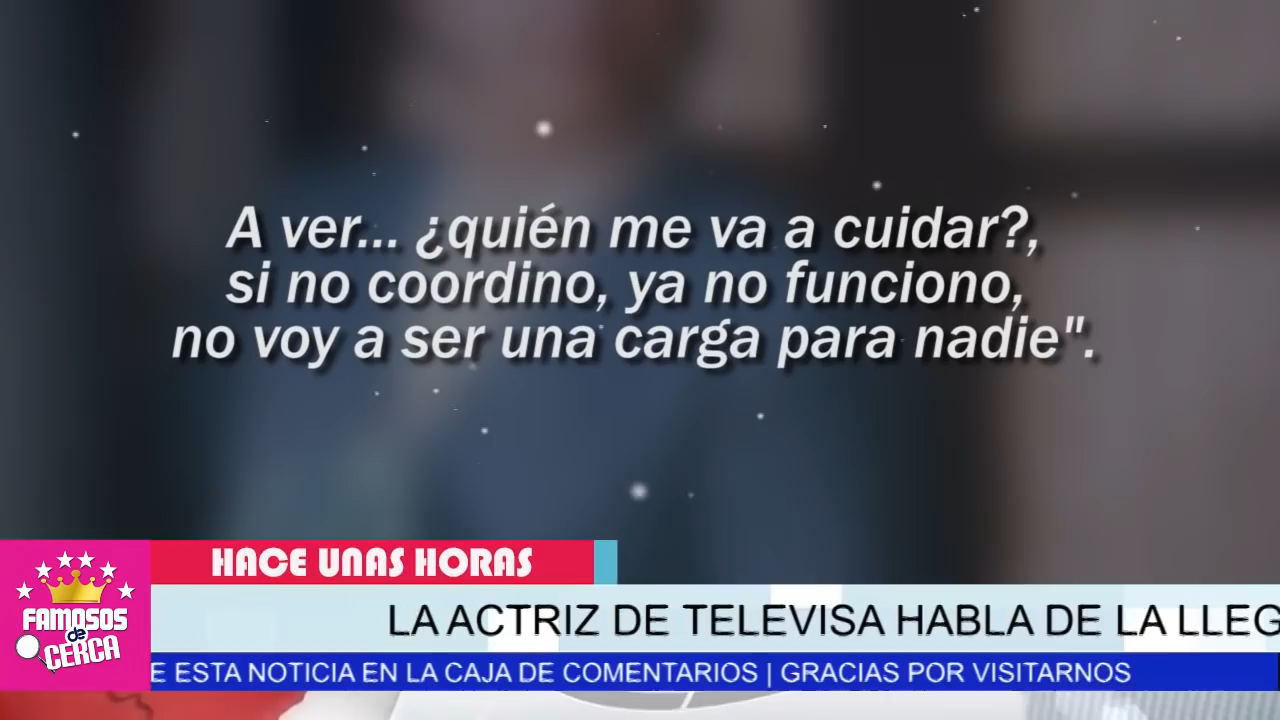 A ver... ¿quién me va a cuidar?,
si no coordino, ya no funciono,
no voy a ser una carga para nadie".
HACE UNAS HORAS
FAMOSOS
de
CERCA
LA ACTRIZ DE TELEVISA HABLA DE LA LLEG
E ESTA NOTICIA EN LA CAJA DE COMENTARIOS | GRACIAS POR VISITARNOS